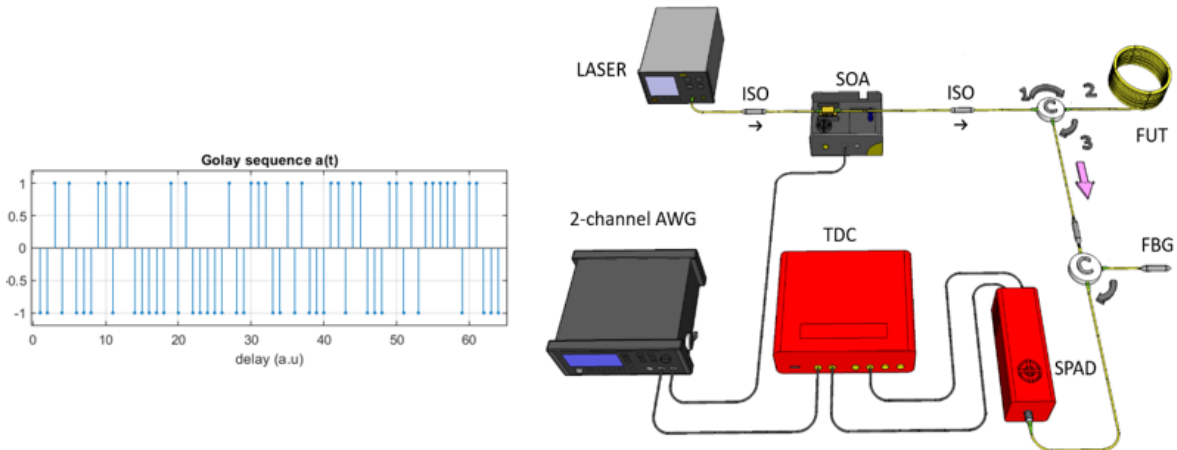 Golay sequence a(t)
1
0.5
0
-0.5
-1
0 10 20 30 40 50 60
delay (a.u)
LASER
ISO
SOA
ISO
1
2
3
C
FUT
2-channel AWG
TDC
FBG
C
SPAD